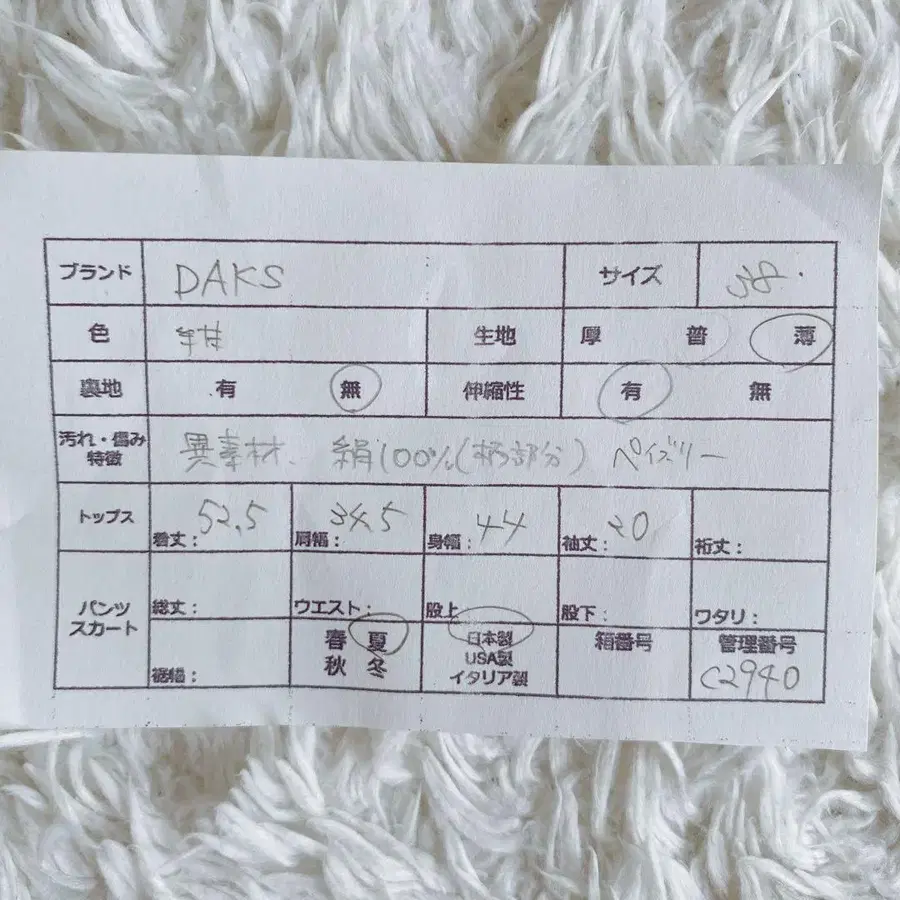 ブランド DAKS サイズ 38.
色 紺 生地 厚 普 薄
裏地 有 無 伸縮性 有 無
汚れ・傷み
特徴 異素材、絹100%(柄部分) ペイズリー
トップス 着丈: 52.5 肩幅: 34.5 身幅: 44 袖丈: 20 裄丈:
パンツ
スカート 総丈: ウエスト: 股上 股下: ワタリ:
裾幅: 春 夏 日本製 箱番号 管理番号
秋 冬 USA製 C2940
イタリア製